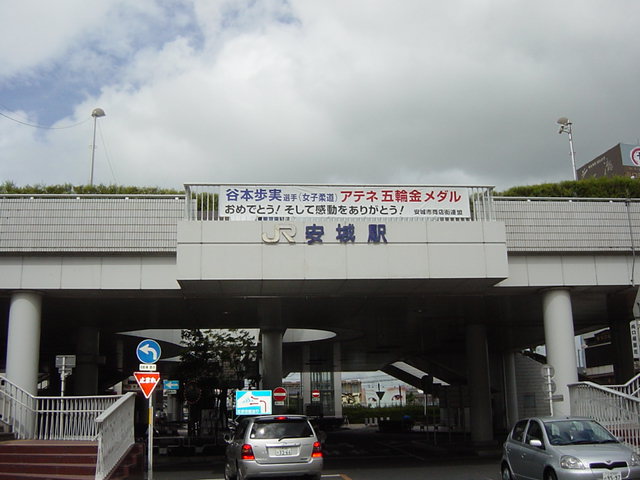 谷本歩実選手(女子柔道)アテネ五輪金メダル
おめでとう！そして感動をありがとう！ 安城市商店街連盟
JR安城駅
止まれ